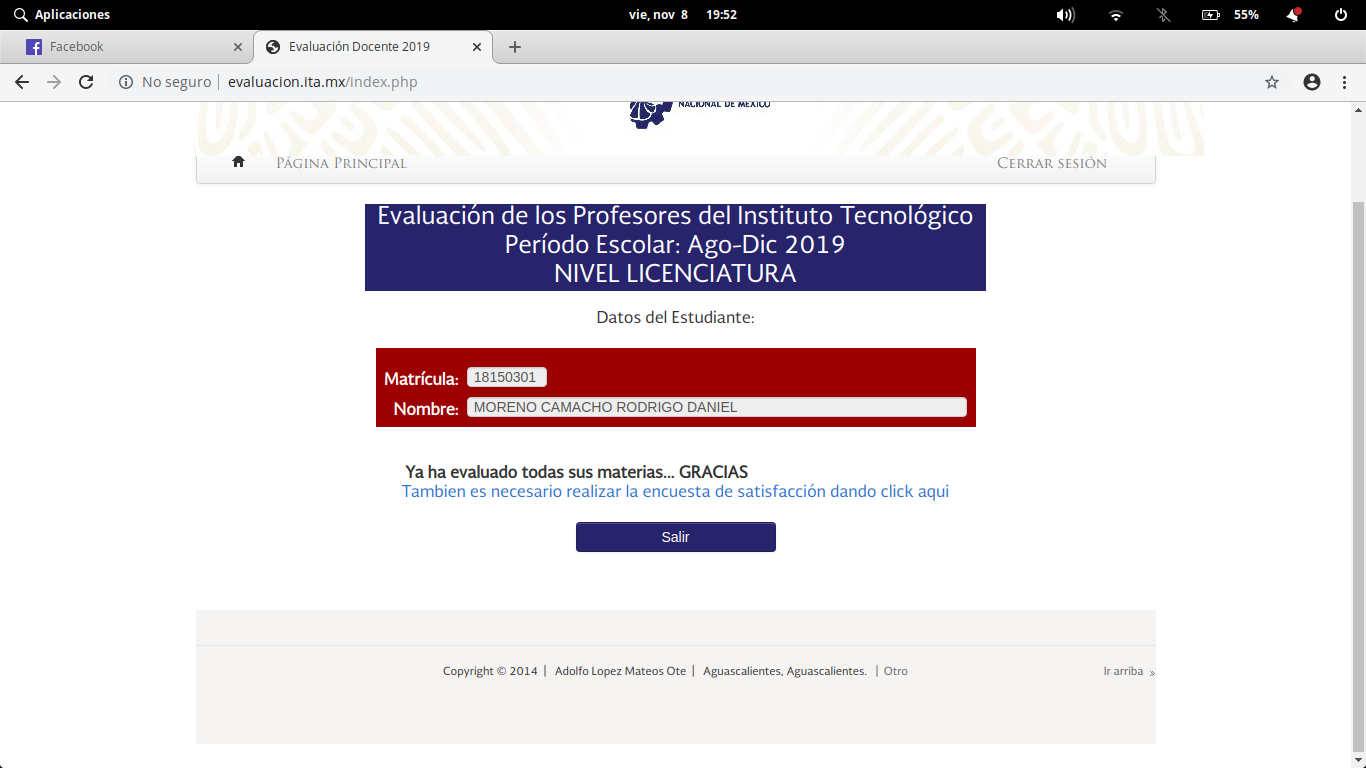 Aplicaciones
vie, nov 8 19:52
55%
Facebook
Evaluación Docente 2019
No seguro
evaluacion.ita.mx/index.php
NACIONAL DE MÉXICO
Página Principal
Cerrar sesión
Evaluación de los Profesores del Instituto Tecnológico
Período Escolar: Ago-Dic 2019
NIVEL LICENCIATURA
Datos del Estudiante:
Matrícula: 18150301
Nombre: MORENO CAMACHO RODRIGO DANIEL
Ya ha evaluado todas sus materias... GRACIAS
Tambien es necesario realizar la encuesta de satisfacción dando click aqui
Salir
Copyright © 2014 | Adolfo Lopez Mateos Ote | Aguascalientes, Aguascalientes. | Otro
Ir arriba »